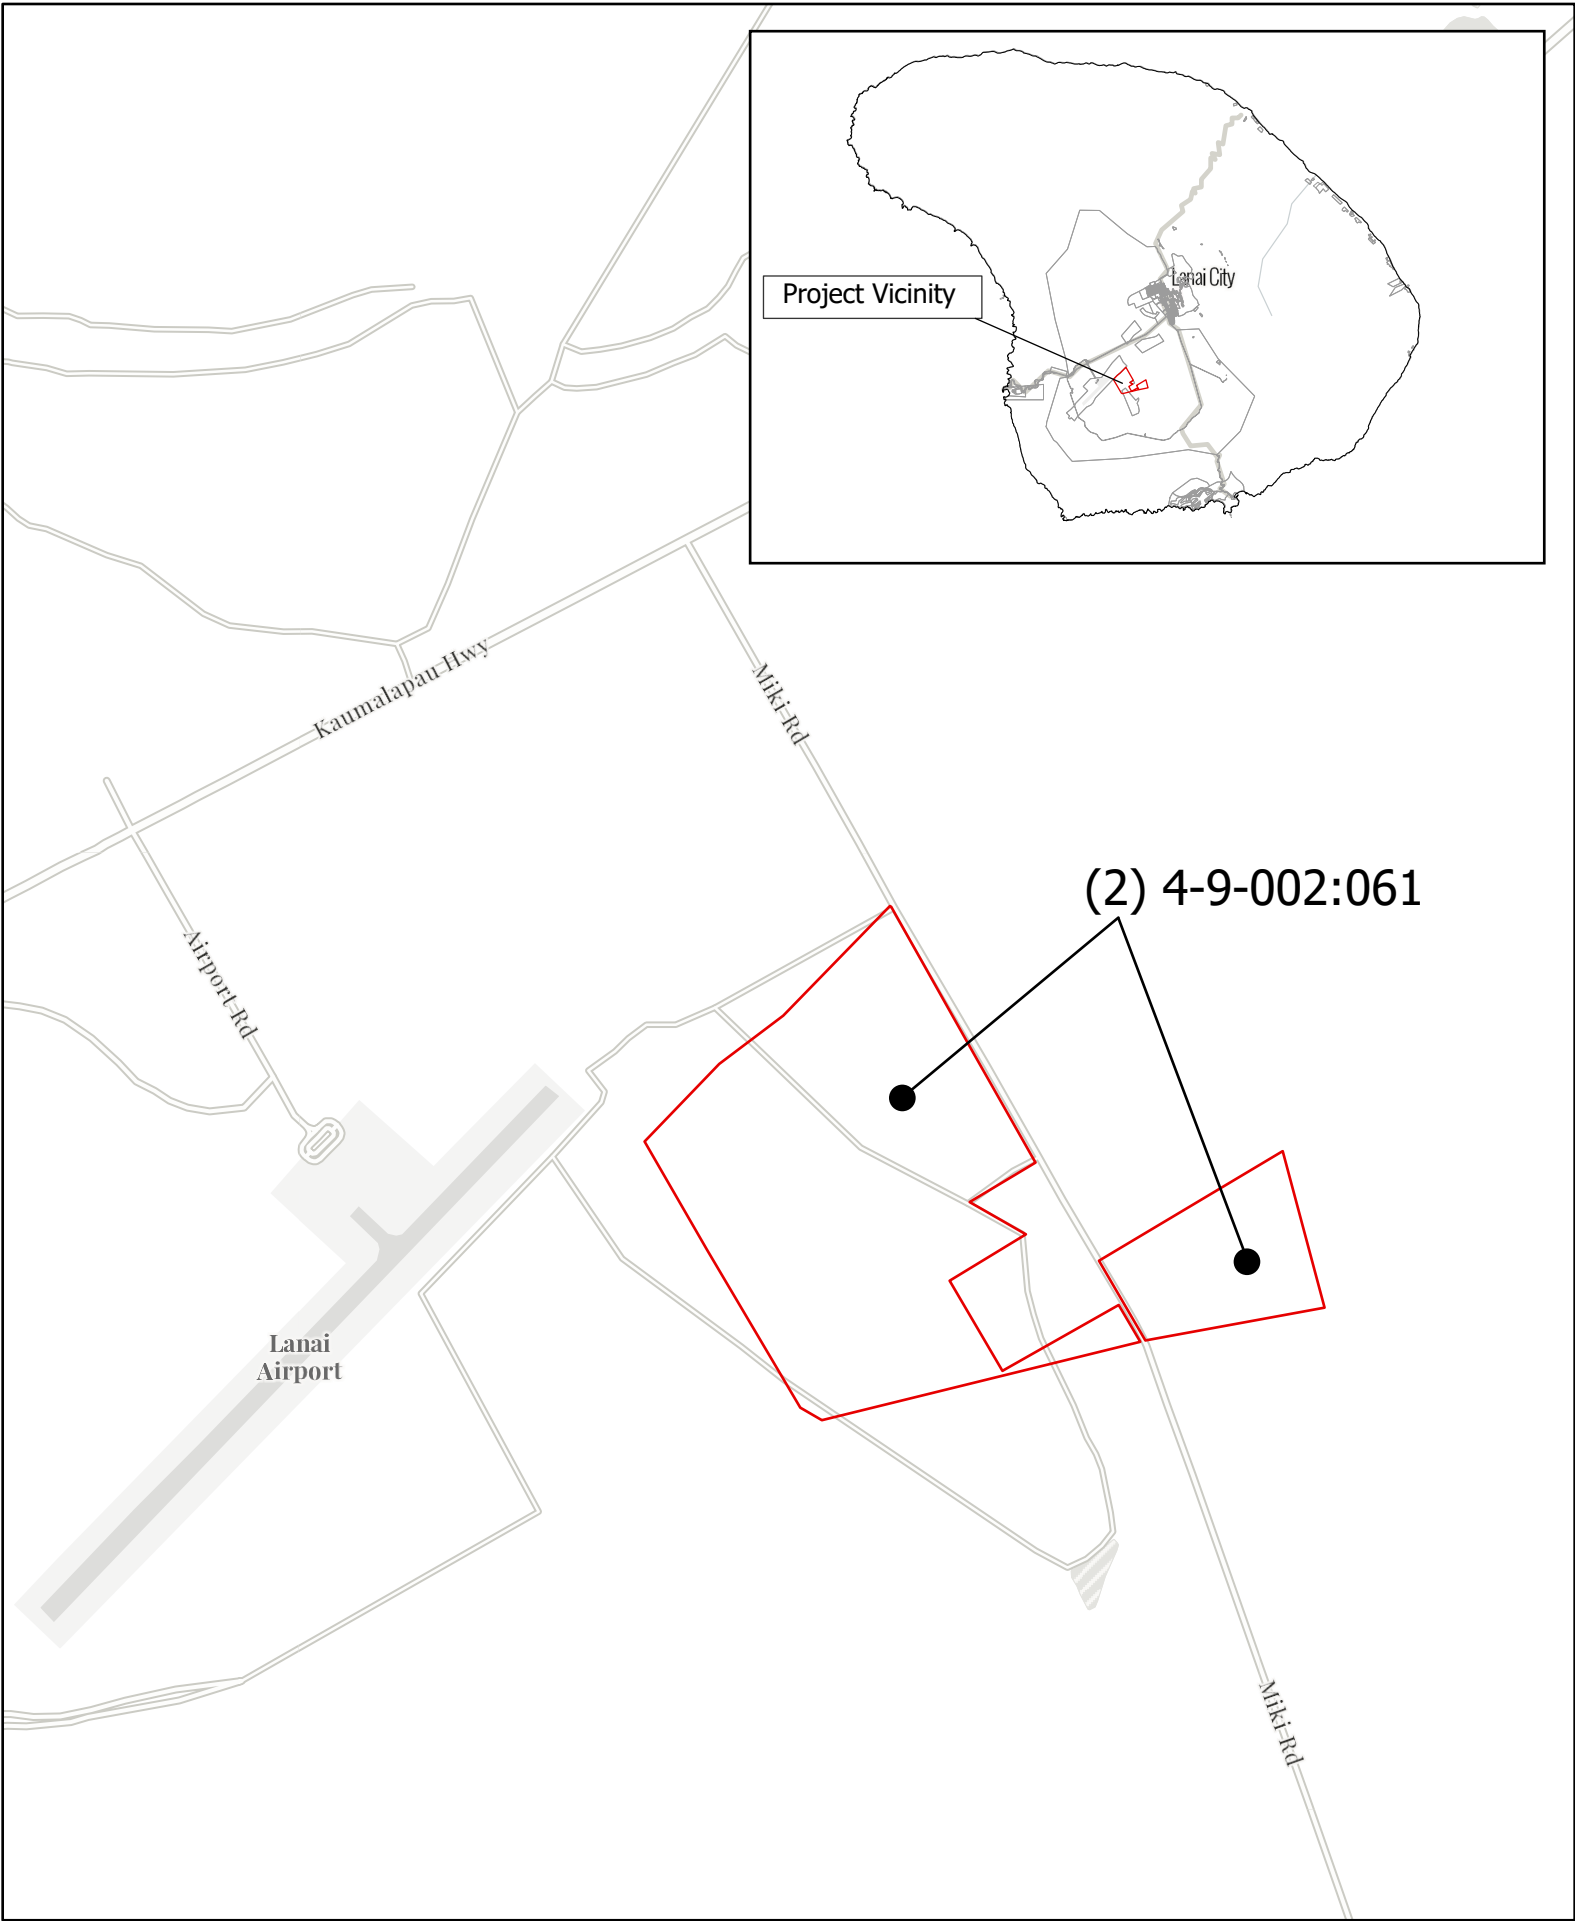 Lanai City
Project Vicinity
Kaumalapau Hwy
Miki Rd
(2) 4-9-002:061
Airport Rd
Lanai
Airport
Miki Rd